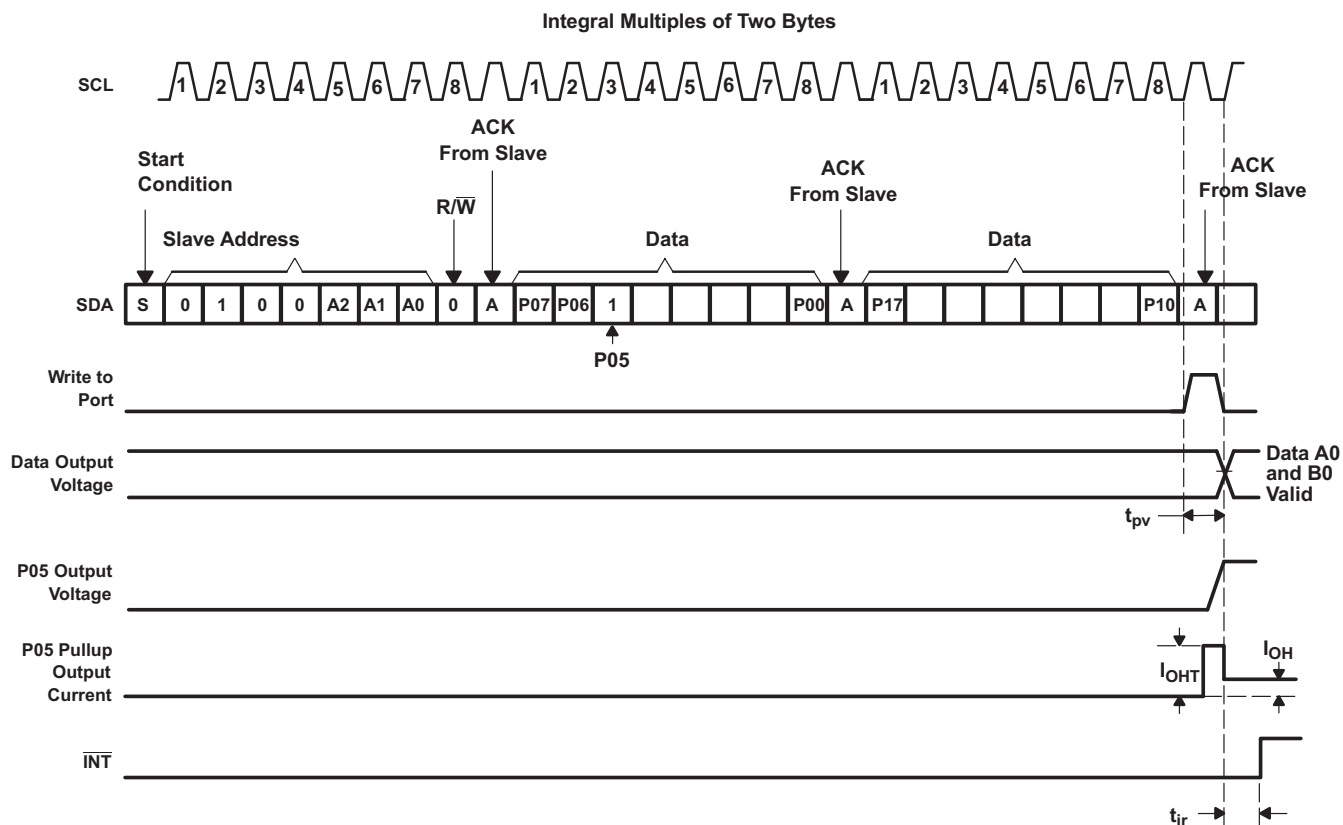 Integral Multiples of Two Bytes
SCL
1 2 3 4 5 6 7 8 1 2 3 4 5 6 7 8 1 2 3 4 5 6 7 8
Start
Condition
ACK
From Slave
R/W̅
ACK
From Slave
ACK
From Slave
Slave Address
Data
Data
SDA
S 0 1 0 0 A2 A1 A0 0 A P07 P06 1 P00 A P17 P10 A
P05
Write to
Port
Data Output
Voltage
Data A0
and B0
Valid
tpv
P05 Output
Voltage
P05 Pullup
Output
Current
IOHT
IOH
I̅N̅T̅
tir